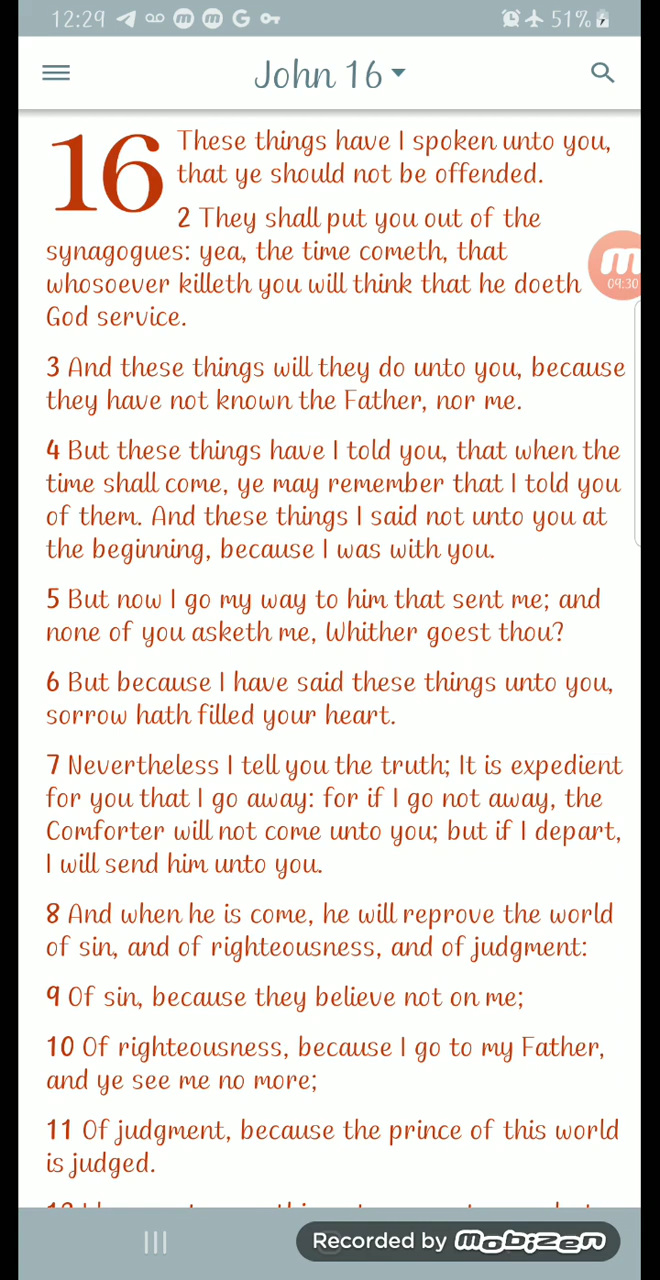 12:29
51%
John 16
16 These things have I spoken unto you,
that ye should not be offended.
2 They shall put you out of the
synagogues: yea, the time cometh, that
whosoever killeth you will think that he doeth
God service.
09:30
3 And these things will they do unto you, because
they have not known the Father, nor me.
4 But these things have I told you, that when the
time shall come, ye may remember that I told you
of them. And these things I said not unto you at
the beginning, because I was with you.
5 But now I go my way to him that sent me; and
none of you asketh me, Whither goest thou?
6 But because I have said these things unto you,
sorrow hath filled your heart.
7 Nevertheless I tell you the truth; It is expedient
for you that I go away: for if I go not away, the
Comforter will not come unto you; but if I depart,
I will send him unto you.
8 And when he is come, he will reprove the world
of sin, and of righteousness, and of judgment:
9 Of sin, because they believe not on me;
10 Of righteousness, because I go to my Father,
and ye see me no more;
11 Of judgment, because the prince of this world
is judged.
Recorded by mobizen